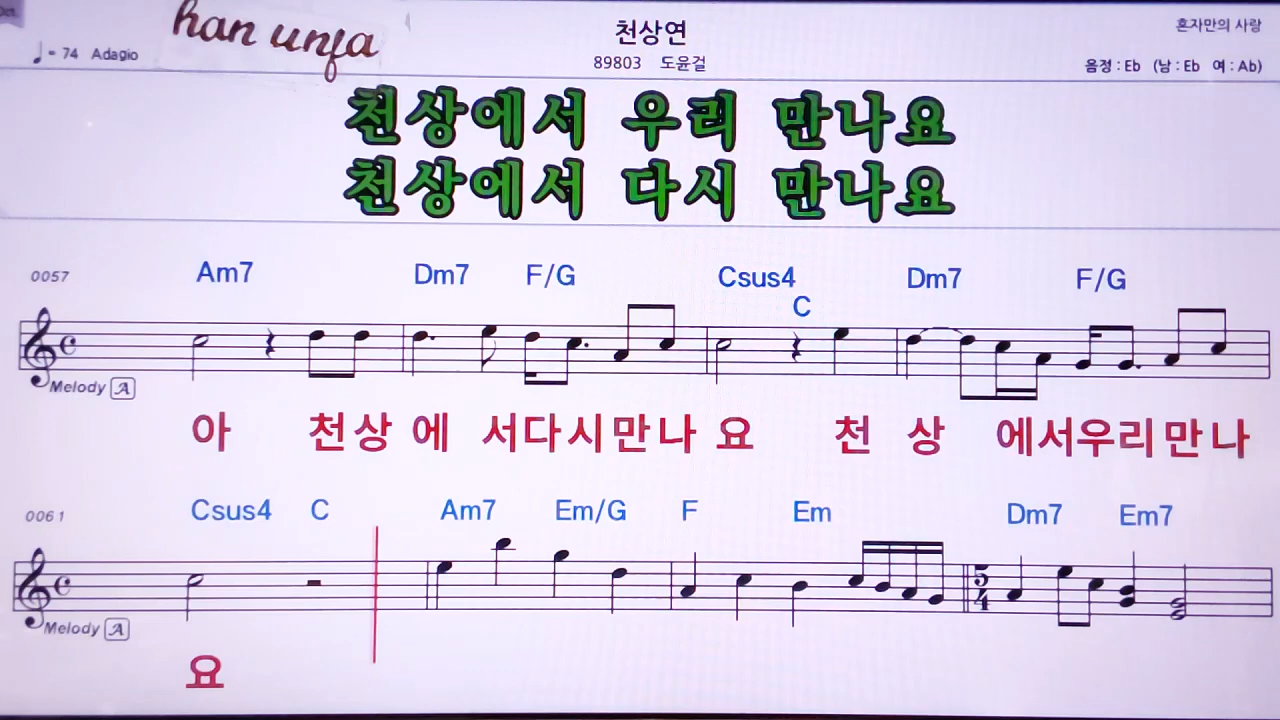 han unfa
♩= 74 Adagio
천상연
89803 도윤걸
혼자만의 사랑
음정 : Eb (남 : Eb 여 : Ab)
천상에서 우리 만나요
천상에서 다시 만나요
0057 Am7 Dm7 F/G Csus4 C Dm7 F/G
Melody A
아 천상 에 서다시만나 요 천 상 에서우리만나
0061 Csus4 C Am7 Em/G F Em Dm7 Em7
5/4
Melody A
요